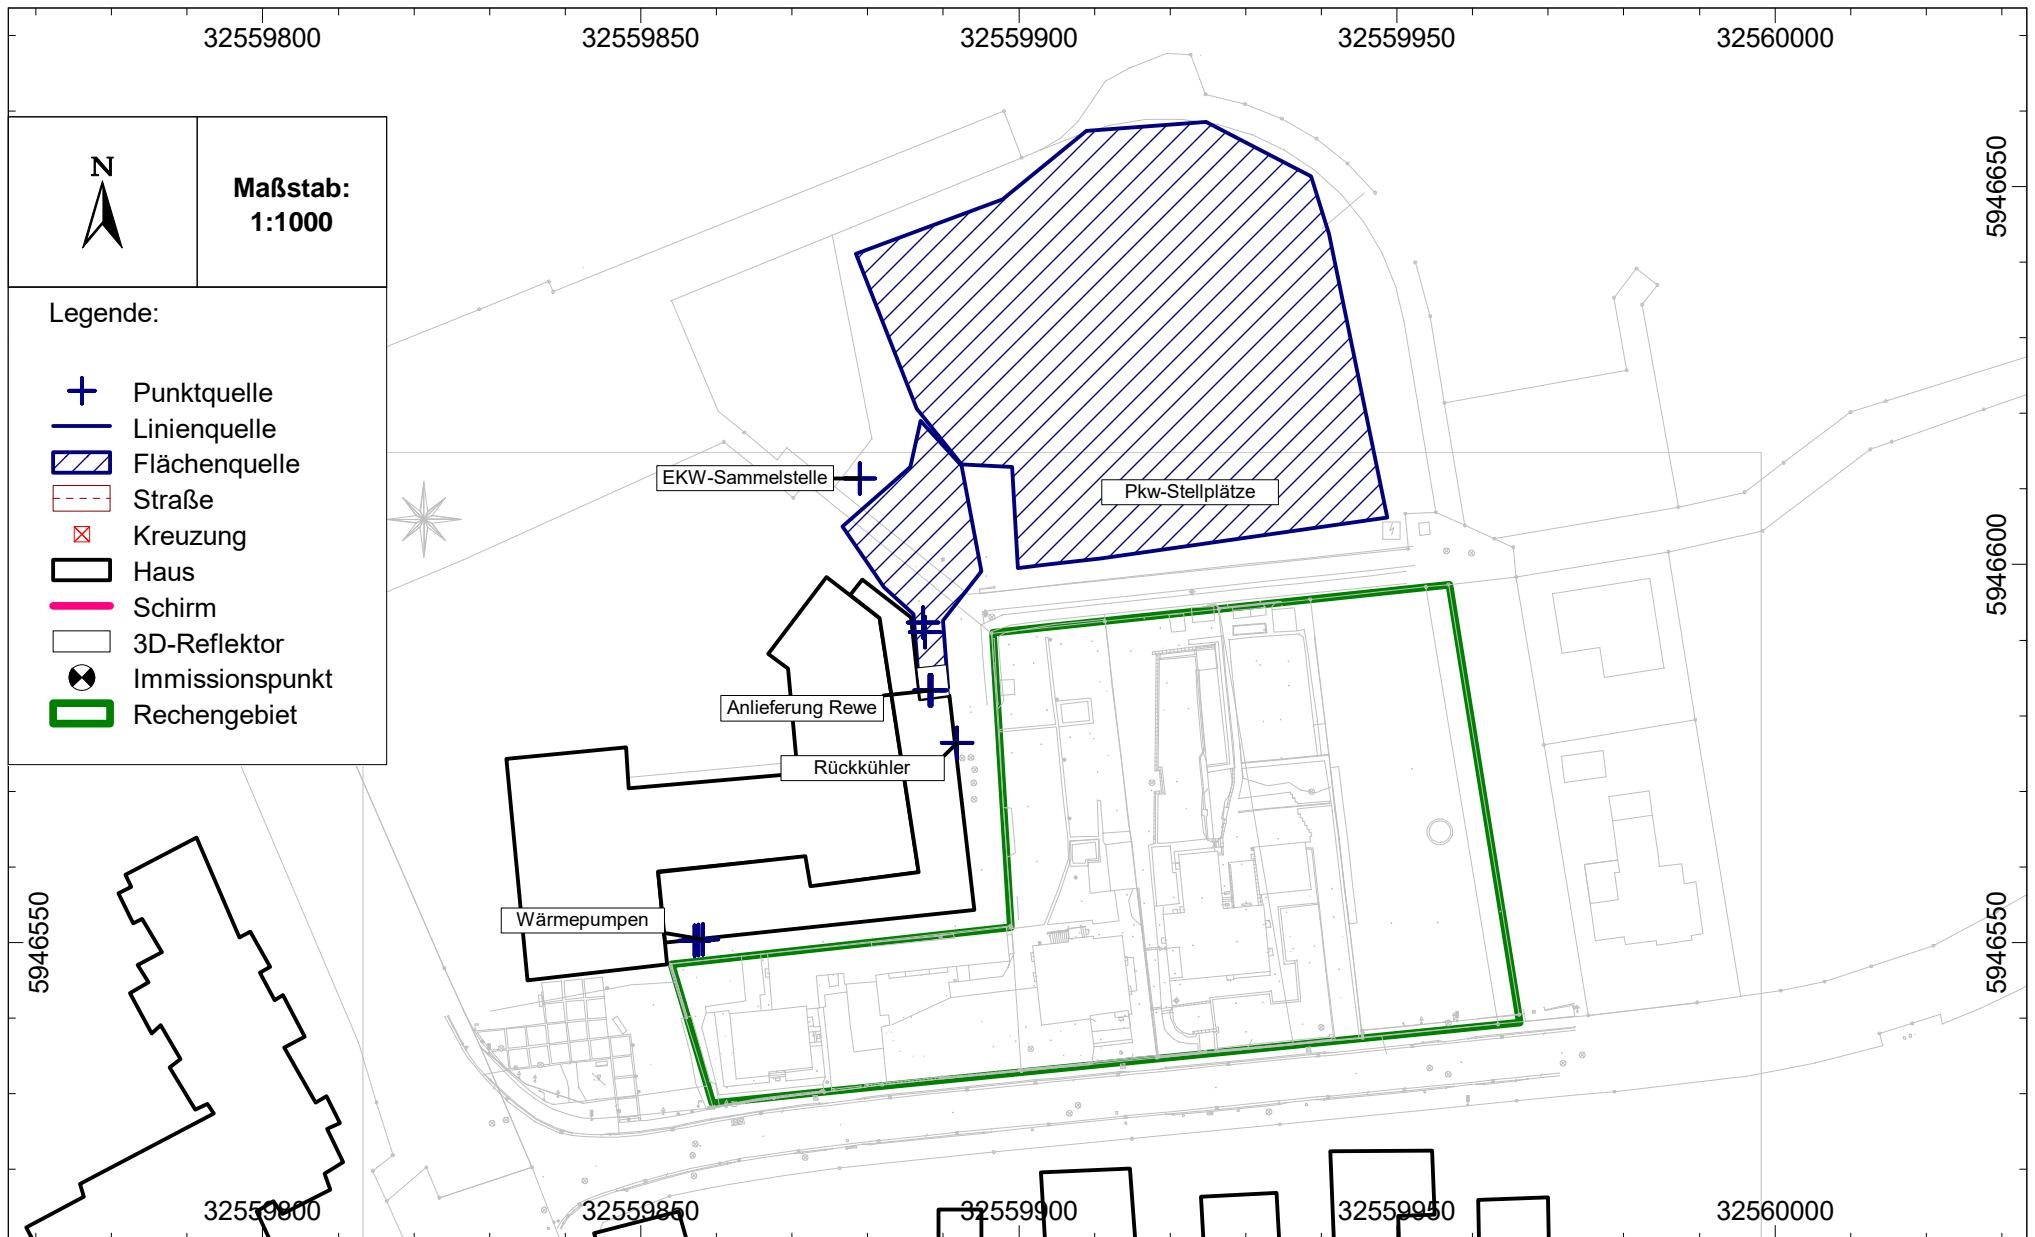 32559800
32559850
32559900
32559950
32560000
N
Maßstab:
1:1000
5946650
Legende:
Punktquelle
Linienquelle
Flächenquelle
Straße
Kreuzung
Haus
Schirm
3D-Reflektor
Immissionspunkt
Rechengebiet
EKW-Sammelstelle
Pkw-Stellplätze
5946600
Anlieferung Rewe
Rückkühler
Wärmepumpen
5946550
5946550
32559800
32559850
32559900
32559950
32560000